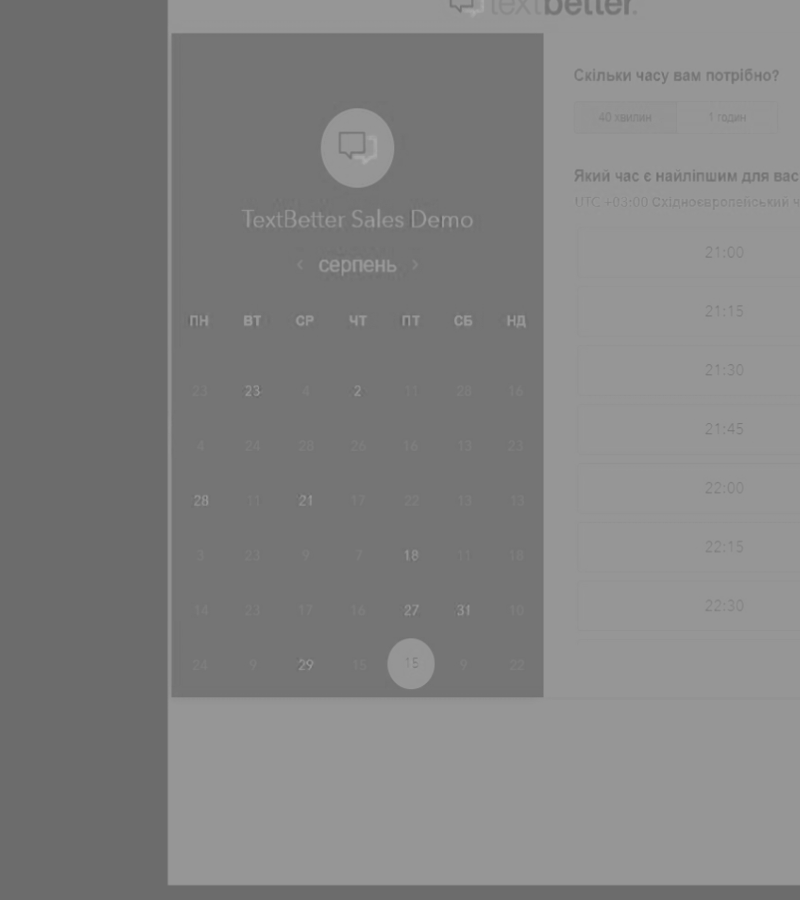 textbetter.
TextBetter Sales Demo
< серпень >
ПН ВТ СР ЧТ ПТ СБ НД
23 23 4 2 11 28 16
4 24 28 26 16 13 23
28 11 21 17 22 13 13
3 23 9 7 18 11 18
14 23 17 16 27 31 10
24 9 29 15 15 9 22
Скільки часу вам потрібно?
40 хвилин 1 годин
Який час є найліпшим для вас
UTC +03:00 Східноєвропейський ч
21:00
21:15
21:30
21:45
22:00
22:15
22:30